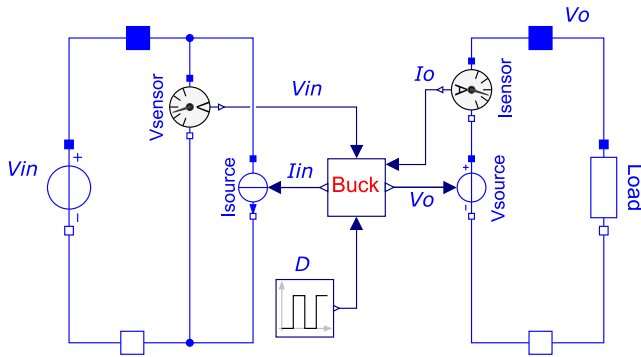 Vo
Io
Vin
Vsensor
V
A
Isensor
Vin
+
−
Isource
Iin
Buck
Vo
+
-
Vsource
Load
D